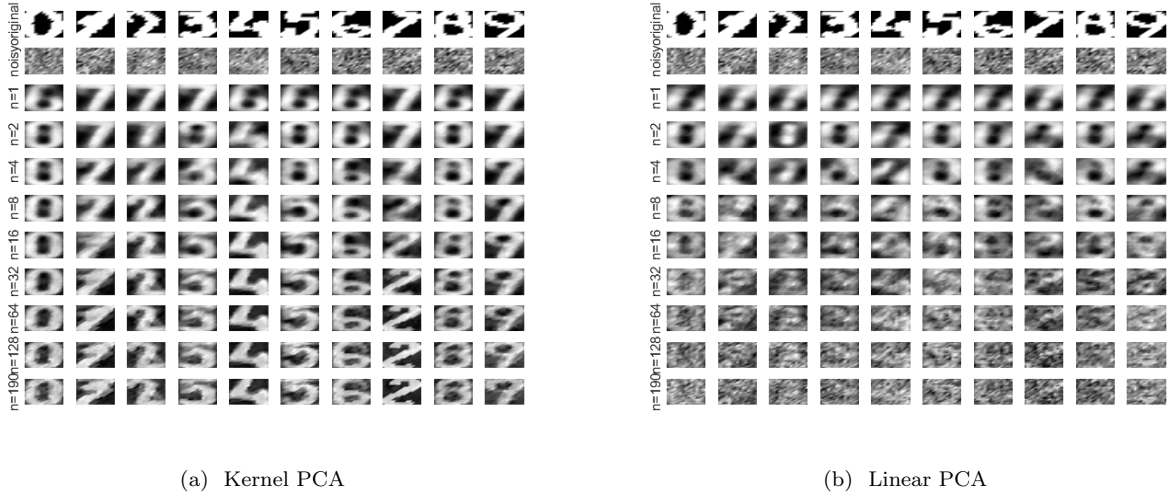 original
noisy
n=1
n=2
n=4
n=8
n=16
n=32
n=64
n=128
n=190
(a) Kernel PCA
original
noisy
n=1
n=2
n=4
n=8
n=16
n=32
n=64
n=128
n=190
(b) Linear PCA